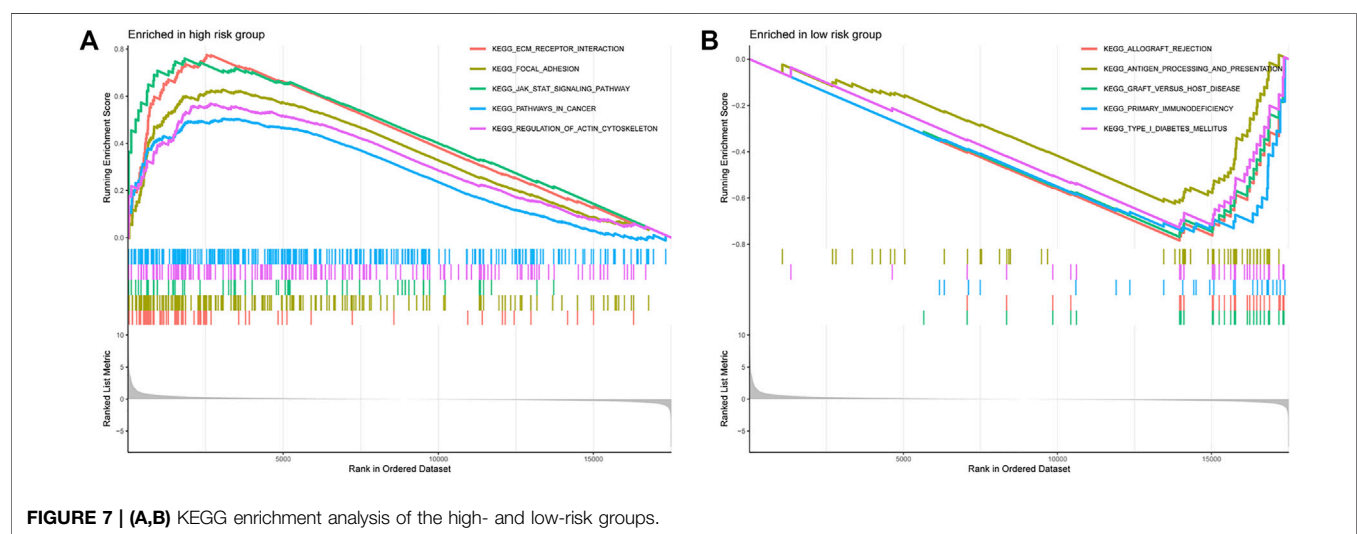 A
Enriched in high risk group
Running Enrichment Score
0.8
0.6
0.4
0.2
0.0
KEGG_ECM_RECEPTOR_INTERACTION
KEGG_FOCAL_ADHESION
KEGG_JAK_STAT_SIGNALING_PATHWAY
KEGG_PATHWAYS_IN_CANCER
KEGG_REGULATION_OF_ACTIN_CYTOSKELETON
Ranked List Metric
10
5
0
−5
5000
10000
15000
Rank in Ordered Dataset
B
Enriched in low risk group
Running Enrichment Score
0.0
−0.2
−0.4
−0.6
−0.8
KEGG_ALLOGRAFT_REJECTION
KEGG_ANTIGEN_PROCESSING_AND_PRESENTATION
KEGG_GRAFT_VERSUS_HOST_DISEASE
KEGG_PRIMARY_IMMUNODEFICIENCY
KEGG_TYPE_I_DIABETES_MELLITUS
Ranked List Metric
10
5
0
−5
5000
10000
15000
Rank in Ordered Dataset
FIGURE 7 | (A,B) KEGG enrichment analysis of the high- and low-risk groups.